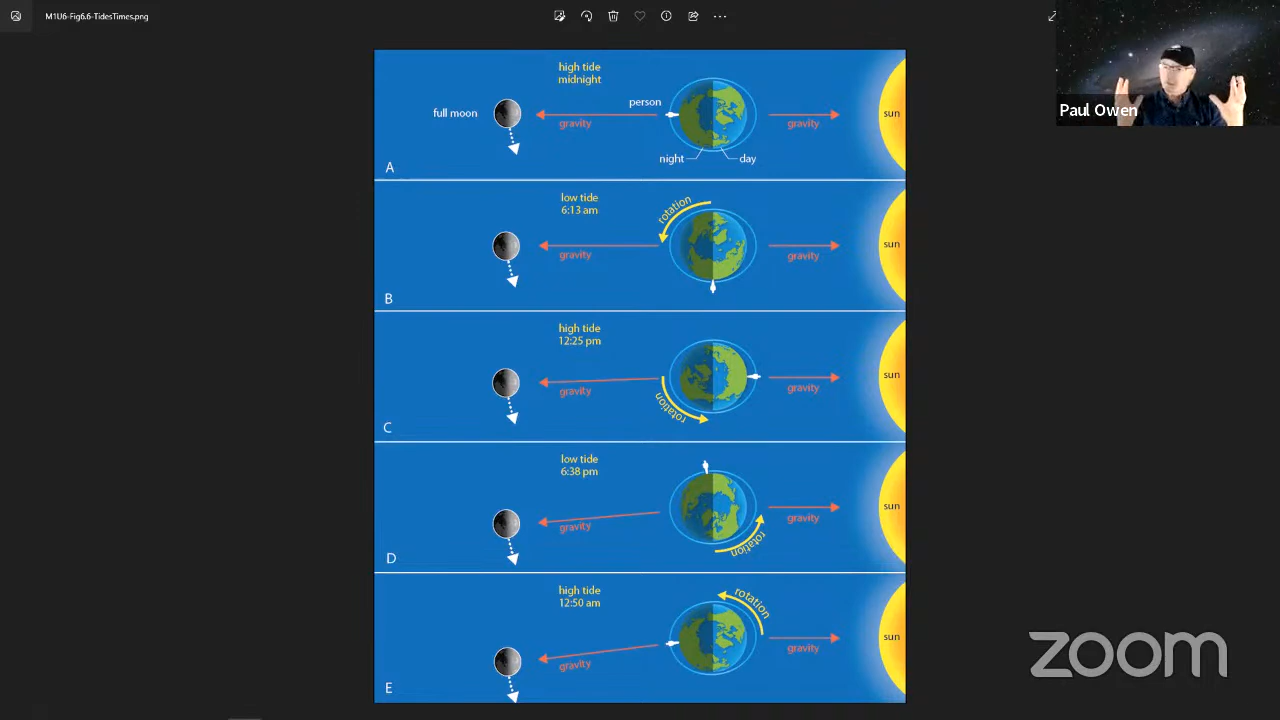 M1U6-Fig6.6-TidesTimes.png
Paul Owen
high tide
midnight
full moon
person
gravity
gravity
sun
night
day
A
low tide
6:13 am
rotation
gravity
gravity
sun
B
high tide
12:25 pm
gravity
gravity
sun
rotation
C
low tide
6:38 pm
gravity
gravity
sun
rotation
D
high tide
12:50 am
rotation
gravity
gravity
sun
E
zoom